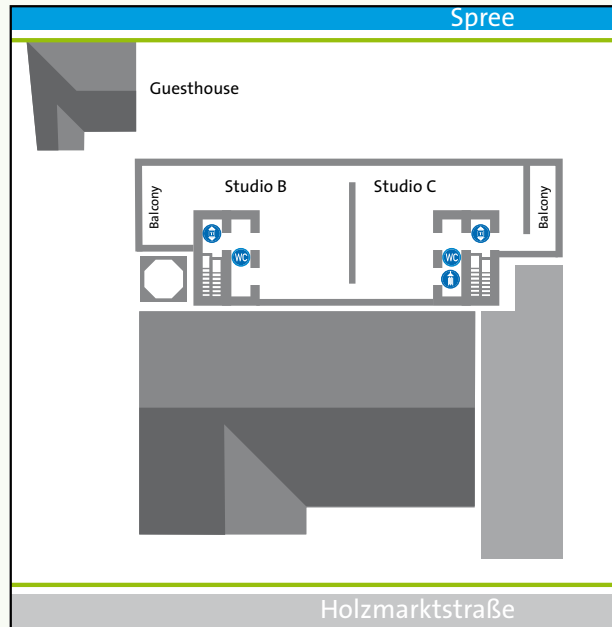 Spree
Guesthouse
Studio B
Studio C
Balcony
Balcony
WC
WC
Holzmarktstraße